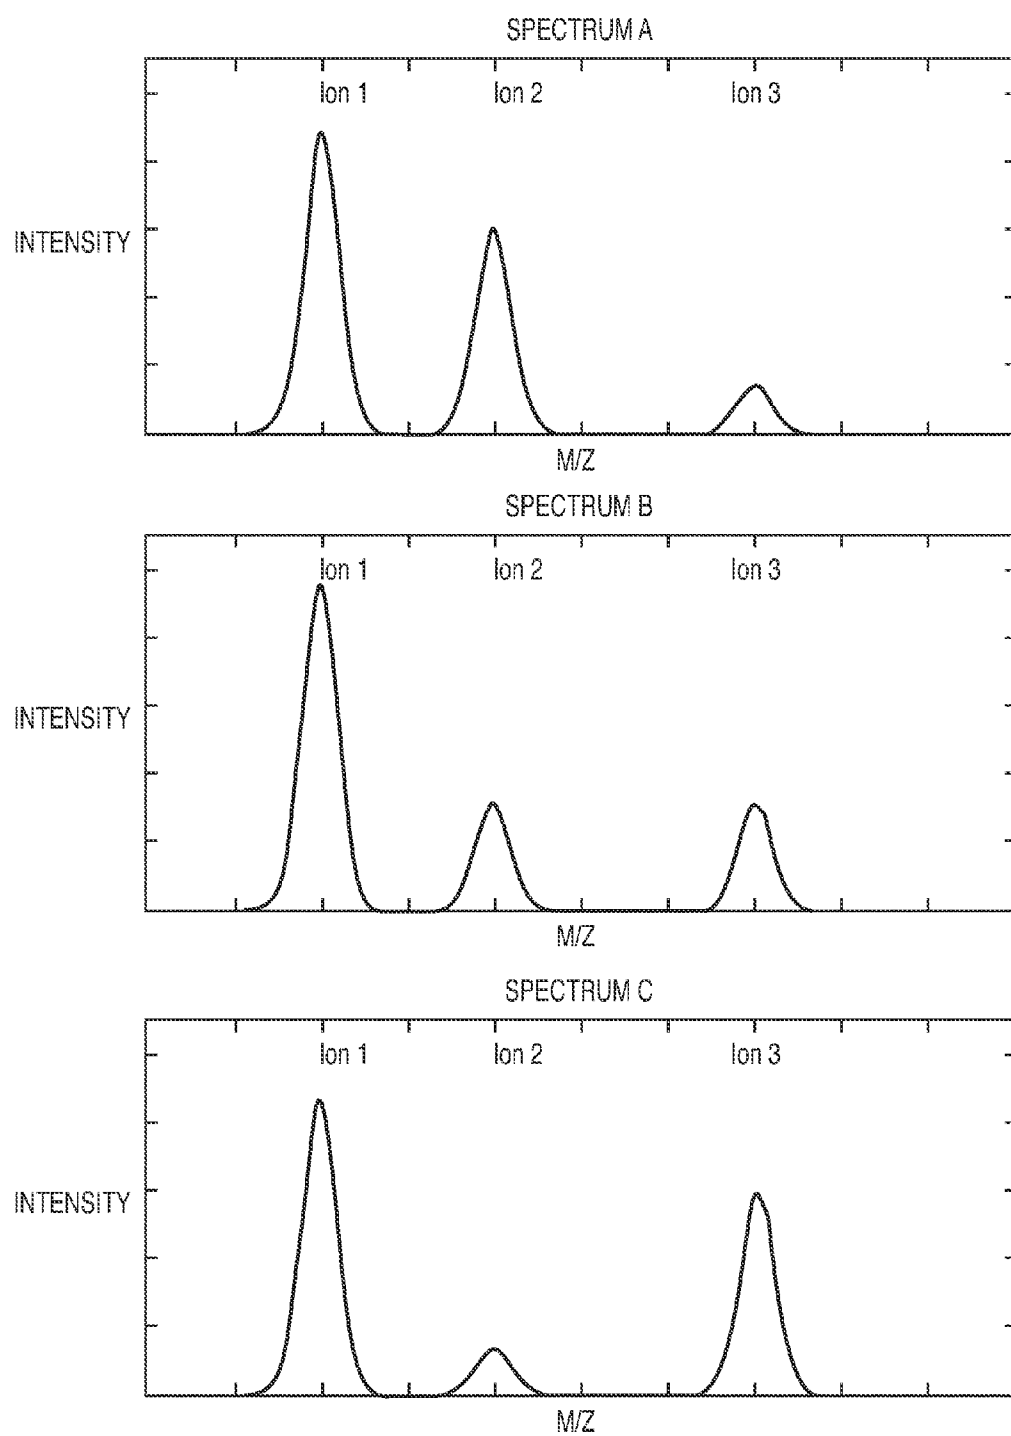 SPECTRUM A
Ion 1 Ion 2 Ion 3
INTENSITY
M/Z
SPECTRUM B
Ion 1 Ion 2 Ion 3
INTENSITY
M/Z
SPECTRUM C
Ion 1 Ion 2 Ion 3
INTENSITY
M/Z